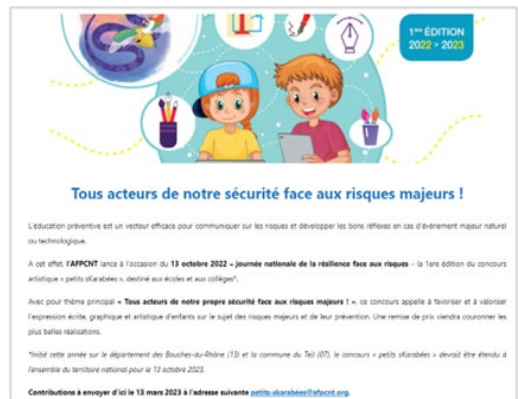 1ère ÉDITION
2022 > 2023
Tous acteurs de notre sécurité face aux risques majeurs !
L'éducation préventive est un vecteur efficace pour communiquer sur les risques et développer les bons réflexes en cas d'évènement majeur naturel
ou technologique.
A cet effet, l'AFPCNT lance à l'occasion du 13 octobre 2022 – journée nationale de la résilience face aux risques – la 1ere édition du concours
artistique « petits sKarabées », destiné aux écoles et aux collèges*.
Avec pour thème principal « Tous acteurs de notre propre sécurité face aux risques majeurs ! », ce concours appelle à favoriser et à valoriser
l'expression écrite, graphique et artistique d'enfants sur le sujet des risques majeurs et de leur prévention. Une remise de prix viendra couronner les
plus belles réalisations.
*Initié cette année sur le département des Bouches-du-Rhône (13) et la commune du Teil (07), le concours « petits sKarabées » devrait être étendu à
l'ensemble du territoire national pour le 13 octobre 2023.
Contributions à envoyer d'ici le 13 mars 2023 à l'adresse suivante petits-skarabees@afpcnt.org.